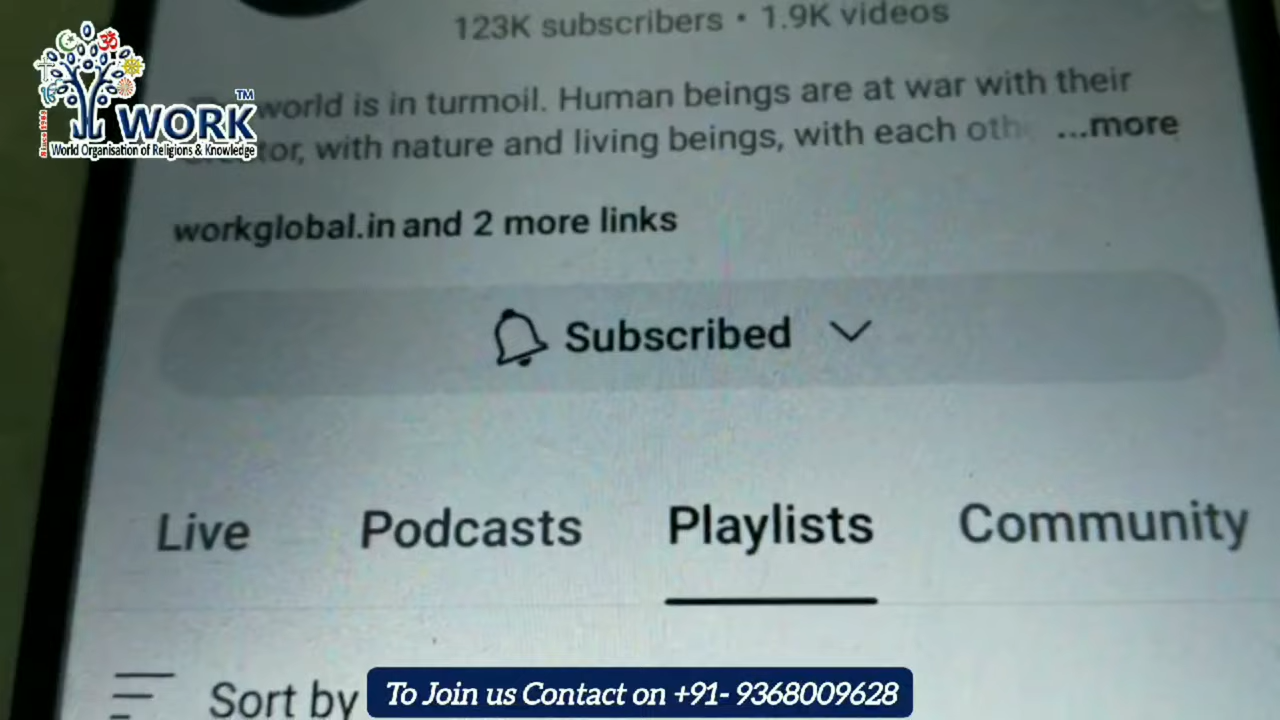 123K subscribers • 1.9K videos
world is in turmoil. Human beings are at war with their
with nature and living beings, with each ...more
workglobal.in and 2 more links
Subscribed
Live Podcasts Playlists Community
Sort by
TM
WORK
World Organisation of Religions & Knowledge
To Join us Contact on +91- 9368009628